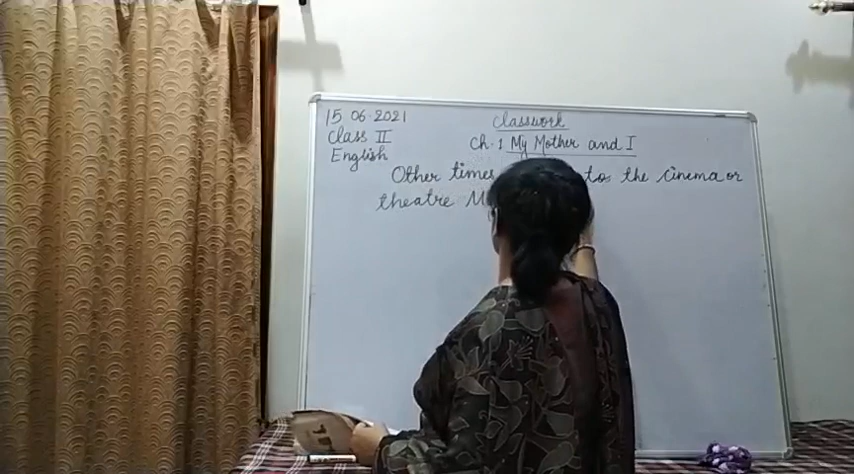 15.06.2021
Classwork
Class II
Ch.1 My Mother and I
English
Other times to the cinema or
theatre